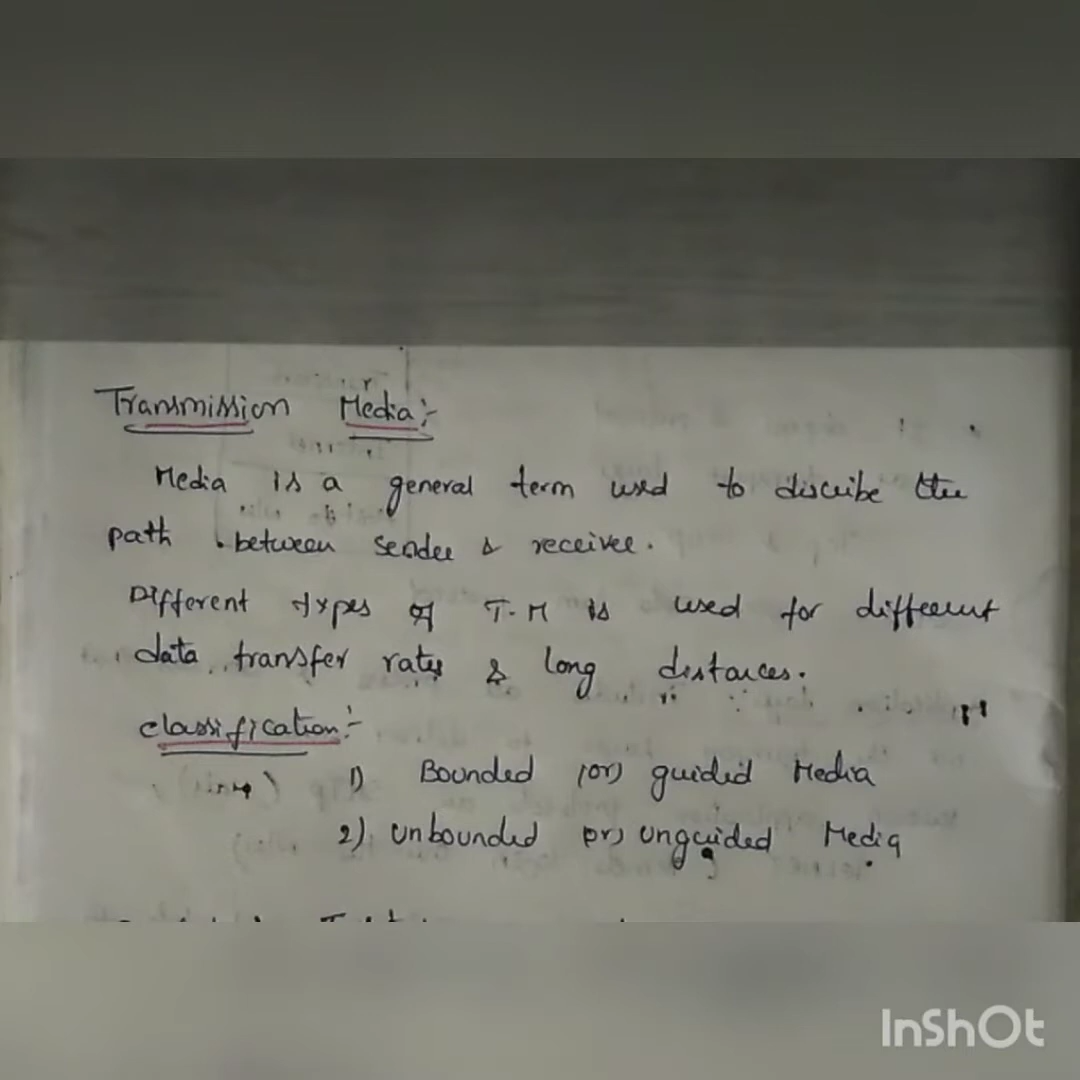 Transmission Media:-
Media is a general term used to discribe the
path between sender & receiver.
Different types of T.M is used for different
data transfer rates & long distances.
classification:-
1) Bounded (or) guided Media
2) unbounded (or) unguided Media
InShOt